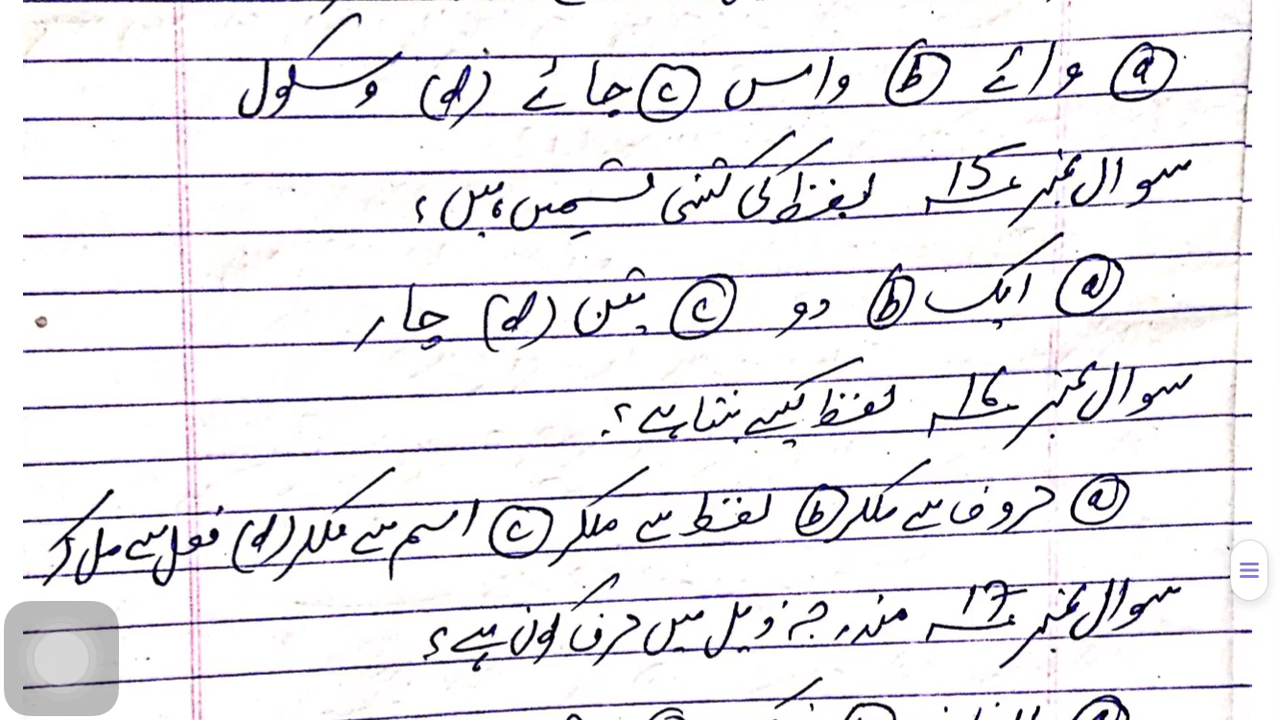 (a) وائے (b) وامس (c) جائے (d) وسکول
سوال نمبر 15 لفظ کی کتنی قسمیں ہیں؟
(a) ایک (b) دو (c) تین (d) چار
سوال نمبر 16 لفظ کیسے بنتا ہے؟
(a) حروف سے ملکر (b) لفظ سے ملکر (c) اسم سے ملکر (d) فعل سے مل کر
سوال نمبر 17 مندرجہ ذیل میں حرف کون ہے؟